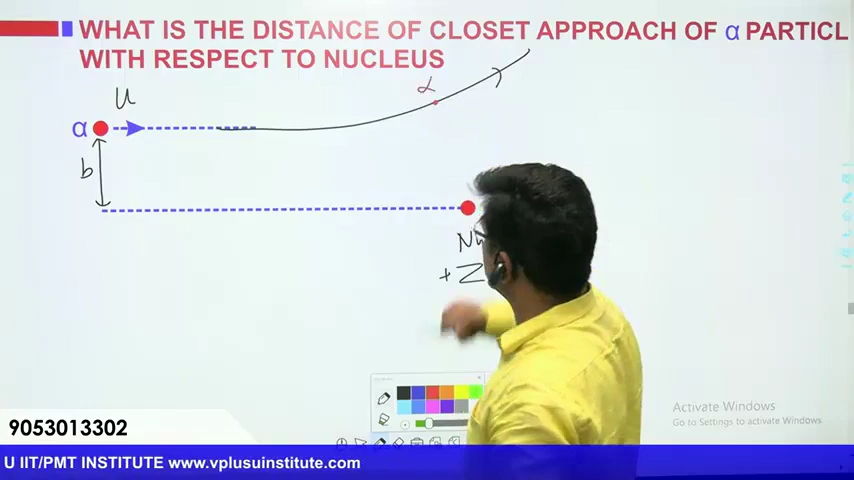 WHAT IS THE DISTANCE OF CLOSET APPROACH OF α PARTICL
WITH RESPECT TO NUCLEUS
u
α
α
b
Nu
+Z
Activate Windows
Go to Settings to activate Windows.
9053013302
U IIT/PMT INSTITUTE www.vplusuinstitute.com